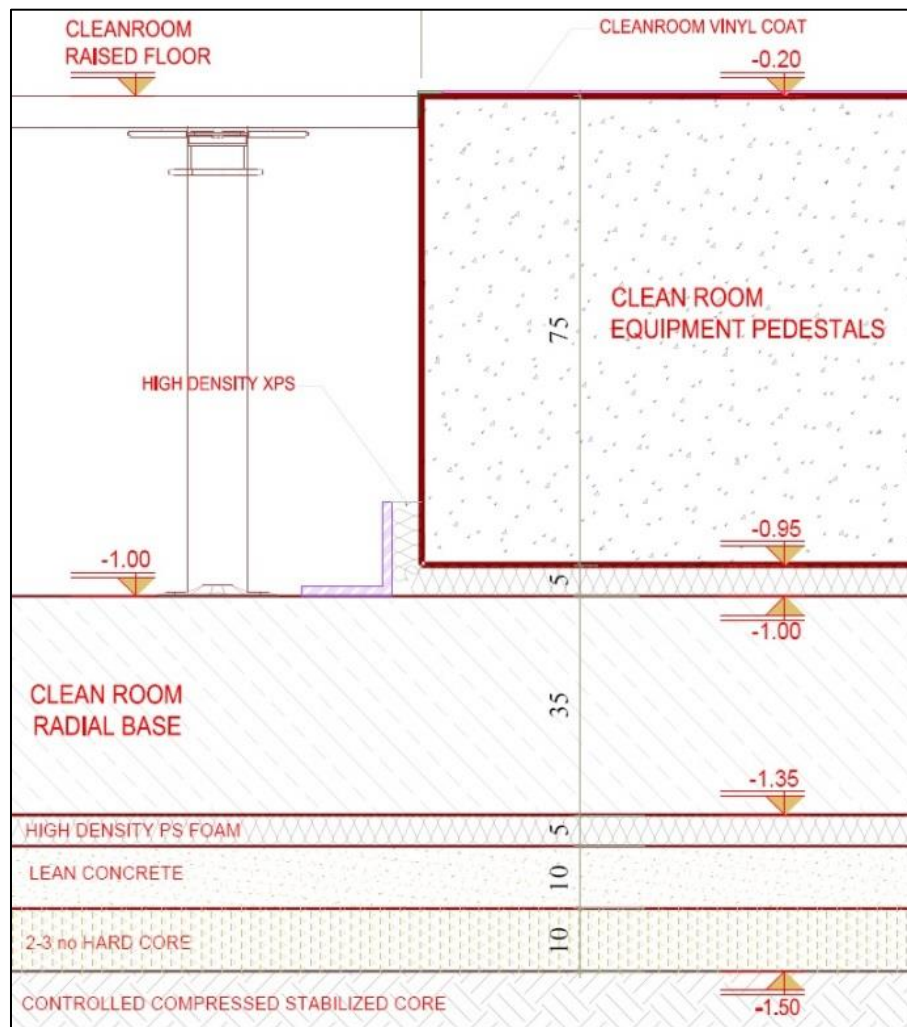 CLEANROOM
RAISED FLOOR
CLEANROOM VINYL COAT
-0.20
CLEAN ROOM
EQUIPMENT PEDESTALS
75
HIGH DENSITY XPS
-1.00
-0.95
5
-1.00
CLEAN ROOM
RADIAL BASE
35
-1.35
HIGH DENSITY PS FOAM
5
LEAN CONCRETE
10
2-3 no HARD CORE
10
CONTROLLED COMPRESSED STABILIZED CORE
-1.50